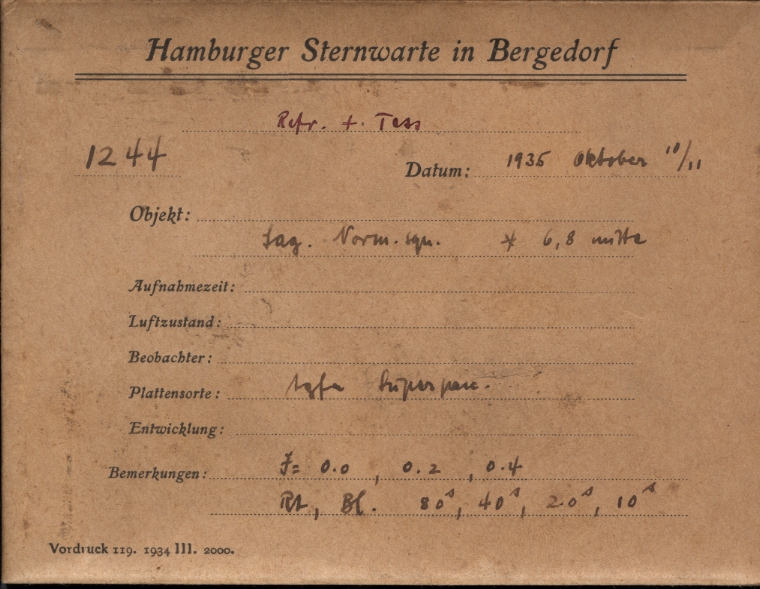 Hamburger Sternwarte in Bergedorf
Refr. + Tess
1244 Datum: 1935 Oktober 10/11
Objekt:
Norm. * 6,8 mitte
Aufnahmezeit:
Luftzustand:
Beobachter:
Plattensorte: Agfa Superpan.
Entwicklung:
Bemerkungen: F= 0.0 , 0.2 , 0.4
Rt, Bl. 80ˢ, 40ˢ, 20ˢ, 10ˢ
Vordruck 119. 1934 III. 2000.